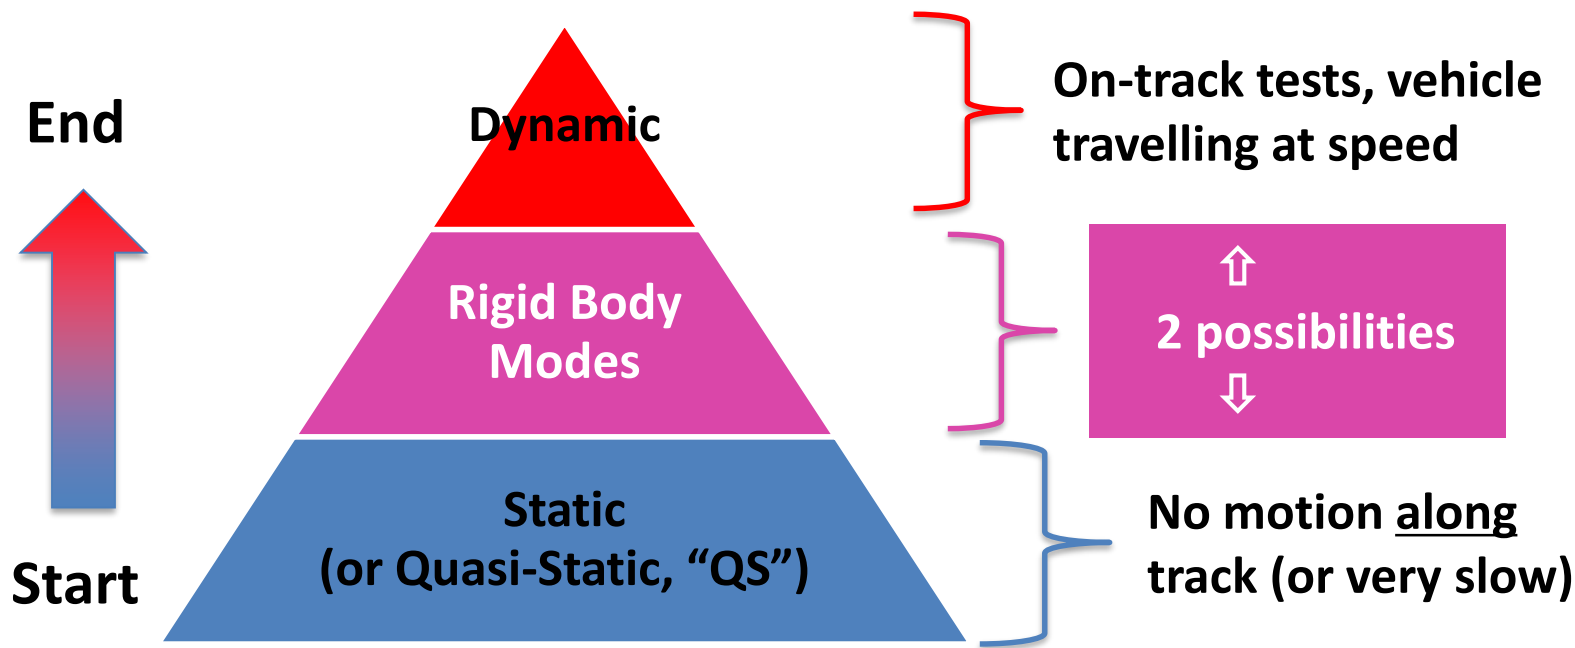 End
Start
Dynamic
Rigid Body
Modes
Static
(or Quasi-Static, “QS”)
On-track tests, vehicle
travelling at speed
2 possibilities
No motion along
track (or very slow)